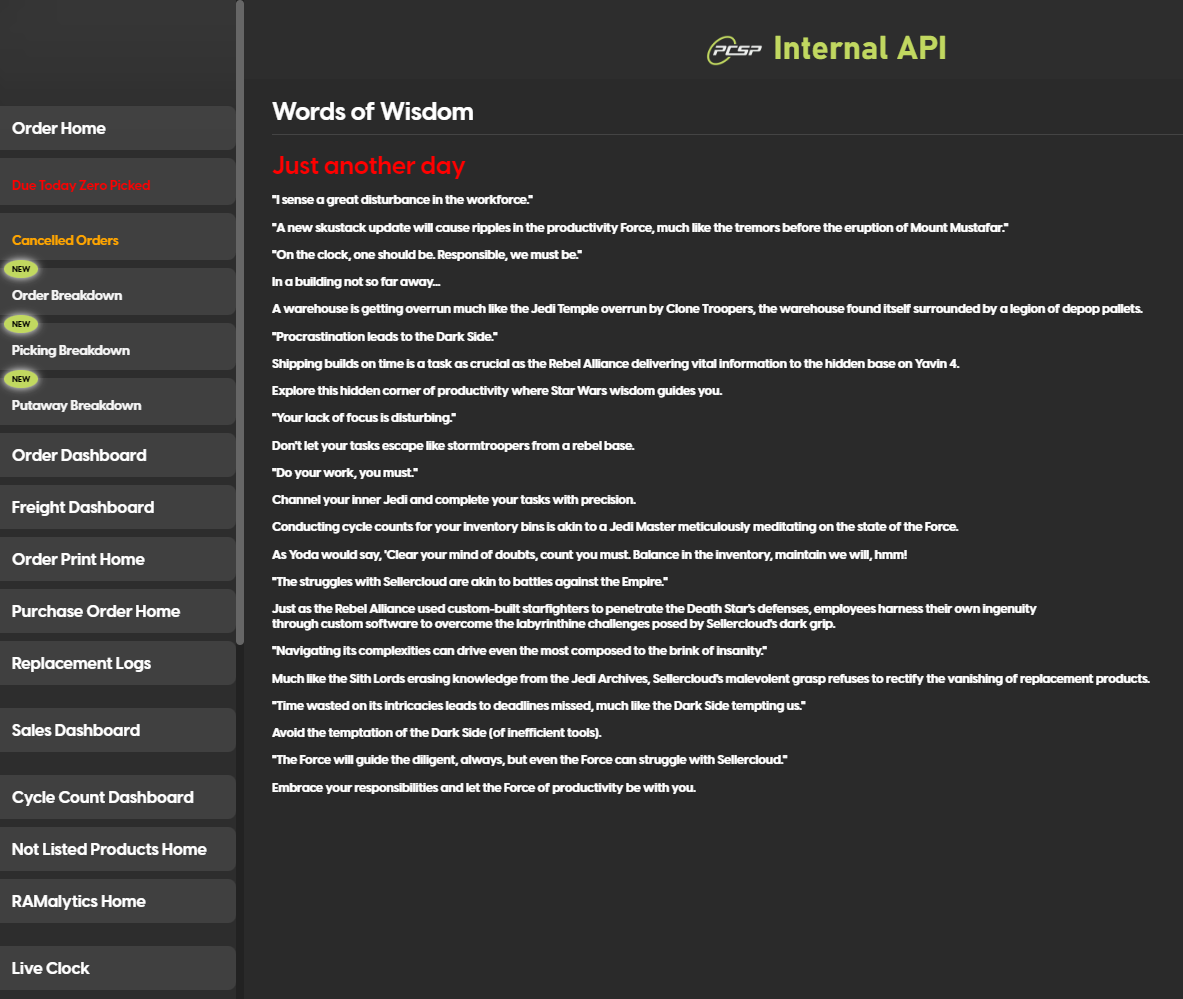 PCSP Internal API
Order Home
Due Today Zero Picked
Cancelled Orders
NEW
Order Breakdown
NEW
Picking Breakdown
NEW
Putaway Breakdown
Order Dashboard
Freight Dashboard
Order Print Home
Purchase Order Home
Replacement Logs
Sales Dashboard
Cycle Count Dashboard
Not Listed Products Home
RAMalytics Home
Live Clock
Words of Wisdom
Just another day
"I sense a great disturbance in the workforce."
"A new skustack update will cause ripples in the productivity Force, much like the tremors before the eruption of Mount Mustafar."
"On the clock, one should be. Responsible, we must be."
In a building not so far away...
A warehouse is getting overrun much like the Jedi Temple overrun by Clone Troopers, the warehouse found itself surrounded by a legion of depop pallets.
"Procrastination leads to the Dark Side."
Shipping builds on time is a task as crucial as the Rebel Alliance delivering vital information to the hidden base on Yavin 4.
Explore this hidden corner of productivity where Star Wars wisdom guides you.
"Your lack of focus is disturbing."
Don't let your tasks escape like stormtroopers from a rebel base.
"Do your work, you must."
Channel your inner Jedi and complete your tasks with precision.
Conducting cycle counts for your inventory bins is akin to a Jedi Master meticulously meditating on the state of the Force.
As Yoda would say, 'Clear your mind of doubts, count you must. Balance in the inventory, maintain we will, hmm!
"The struggles with Sellercloud are akin to battles against the Empire."
Just as the Rebel Alliance used custom-built starfighters to penetrate the Death Star's defenses, employees harness their own ingenuity
through custom software to overcome the labyrinthine challenges posed by Sellercloud's dark grip.
"Navigating its complexities can drive even the most composed to the brink of insanity."
Much like the Sith Lords erasing knowledge from the Jedi Archives, Sellercloud's malevolent grasp refuses to rectify the vanishing of replacement products.
"Time wasted on its intricacies leads to deadlines missed, much like the Dark Side tempting us."
Avoid the temptation of the Dark Side (of inefficient tools).
"The Force will guide the diligent, always, but even the Force can struggle with Sellercloud."
Embrace your responsibilities and let the Force of productivity be with you.